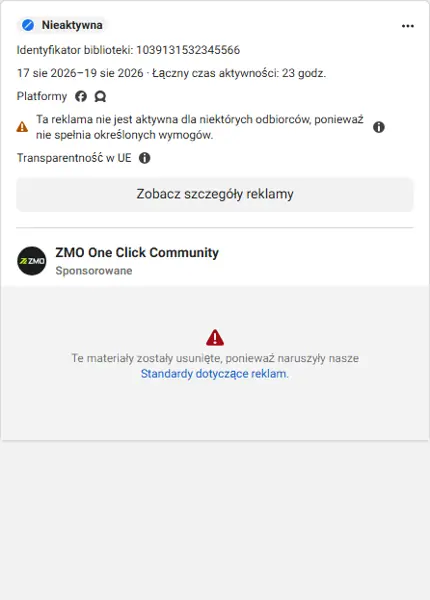 Nieaktywna
Identyfikator biblioteki: 1039131532345566
17 sie 2026–19 sie 2026 · Łączny czas aktywności: 23 godz.
Platformy
Ta reklama nie jest aktywna dla niektórych odbiorców, ponieważ
nie spełnia określonych wymogów.
Transparentność w UE
Zobacz szczegóły reklamy
ZMO
ZMO One Click Community
Sponsorowane
Te materiały zostały usunięte, ponieważ naruszyły nasze
Standardy dotyczące reklam.